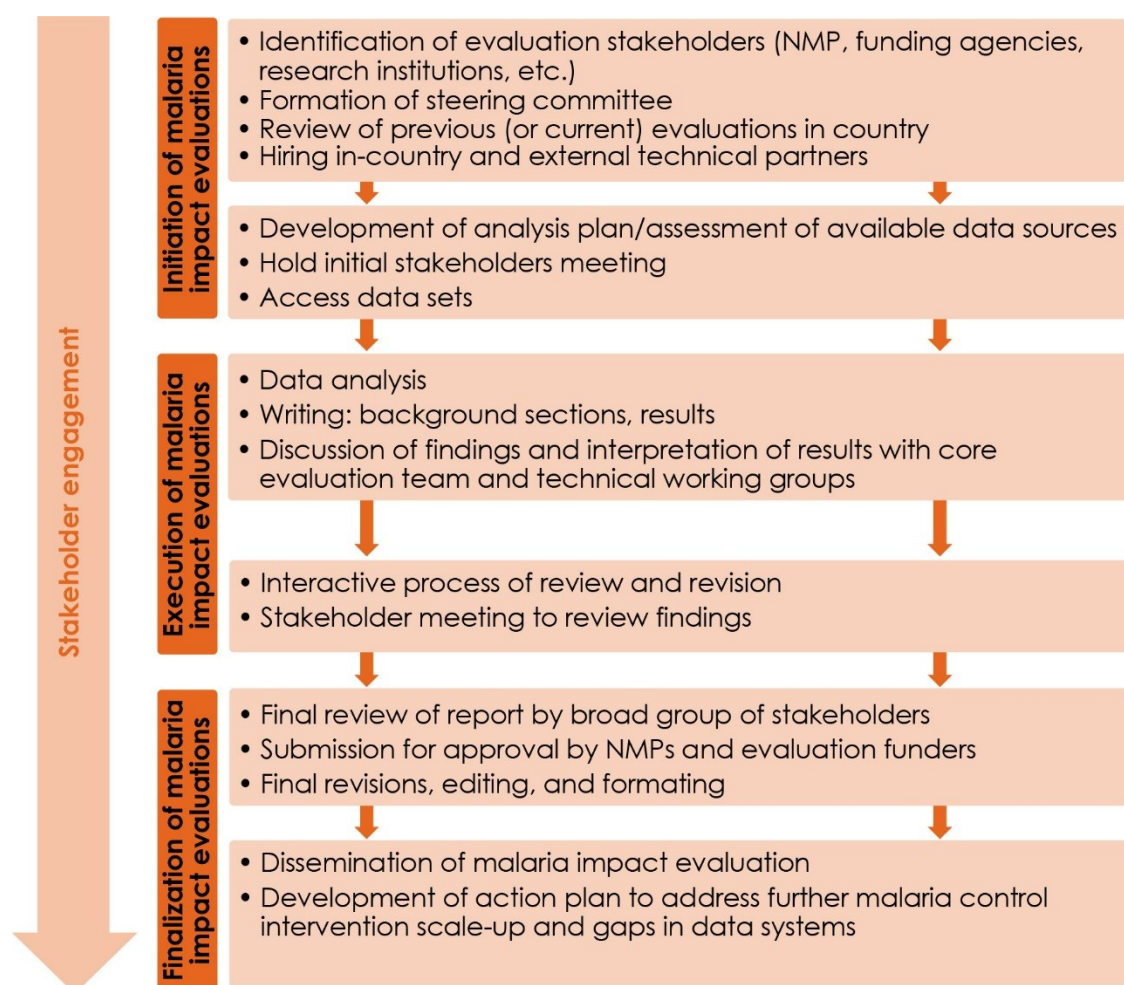 Stakeholder engagement
Initiation of malaria
impact evaluations
• Identification of evaluation stakeholders (NMP, funding agencies,
research institutions, etc.)
• Formation of steering committee
• Review of previous (or current) evaluations in country
• Hiring in-country and external technical partners
• Development of analysis plan/assessment of available data sources
• Hold initial stakeholders meeting
• Access data sets
Execution of malaria
impact evaluations
• Data analysis
• Writing: background sections, results
• Discussion of findings and interpretation of results with core
evaluation team and technical working groups
• Interactive process of review and revision
• Stakeholder meeting to review findings
Finalization of malaria
impact evaluations
• Final review of report by broad group of stakeholders
• Submission for approval by NMPs and evaluation funders
• Final revisions, editing, and formating
• Dissemination of malaria impact evaluation
• Development of action plan to address further malaria control
intervention scale-up and gaps in data systems